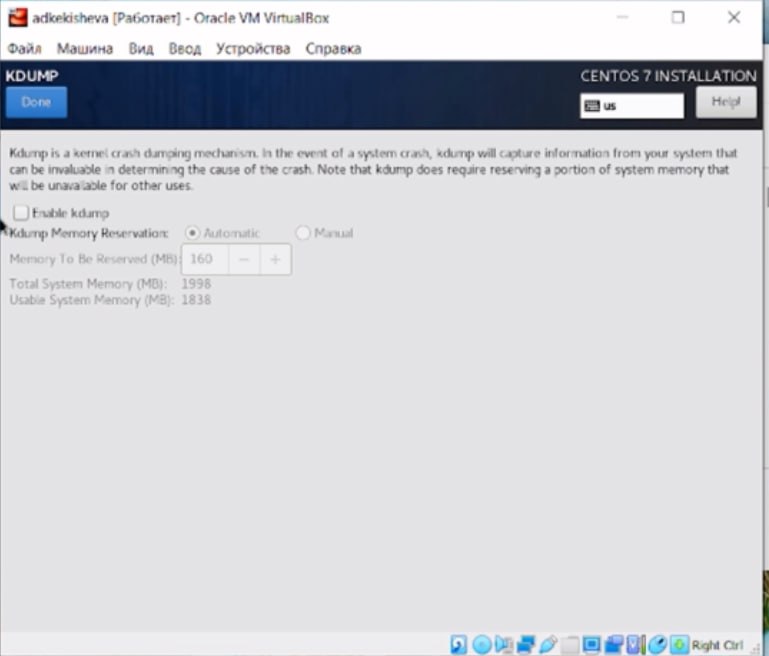 adkekisheva [Работает] - Oracle VM VirtualBox
Файл Машина Вид Ввод Устройства Справка
KDUMP
CENTOS 7 INSTALLATION
Done
us
Help!
Kdump is a kernel crash dumping mechanism. In the event of a system crash, kdump will capture information from your system that
can be invaluable in determining the cause of the crash. Note that kdump does require reserving a portion of system memory that
will be unavailable for other uses.
Enable kdump
Kdump Memory Reservation: Automatic Manual
Memory To Be Reserved (MB): 160 − +
Total System Memory (MB): 1998
Usable System Memory (MB): 1838
Right Ctrl